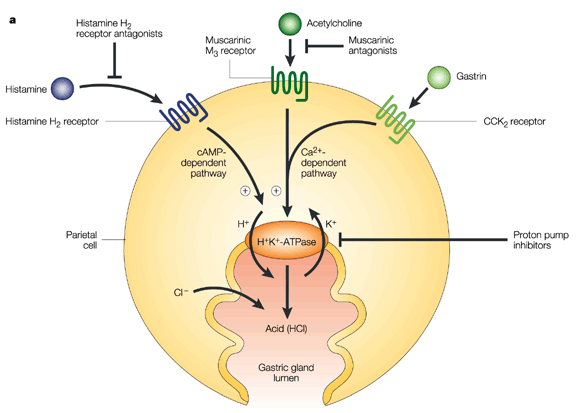 a
Histamine H2
receptor antagonists
Acetylcholine
Muscarinic
M3 receptor
Muscarinic
antagonists
Histamine
Gastrin
Histamine H2 receptor
CCK2 receptor
cAMP-
dependent
pathway
Ca2+-
dependent
pathway
+
+
H+
K+
Parietal
cell
H+K+-ATPase
Proton pump
inhibitors
Cl–
Acid (HCl)
Gastric gland
lumen